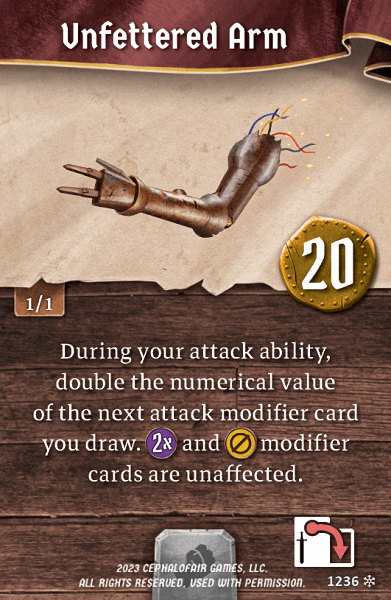 Unfettered Arm
20
1/1
During your attack ability,
double the numerical value
of the next attack modifier card
you draw. 2x and modifier
cards are unaffected.
2023 CEPHALOFAIR GAMES, LLC.
ALL RIGHTS RESERVED. USED WITH PERMISSION.
1236